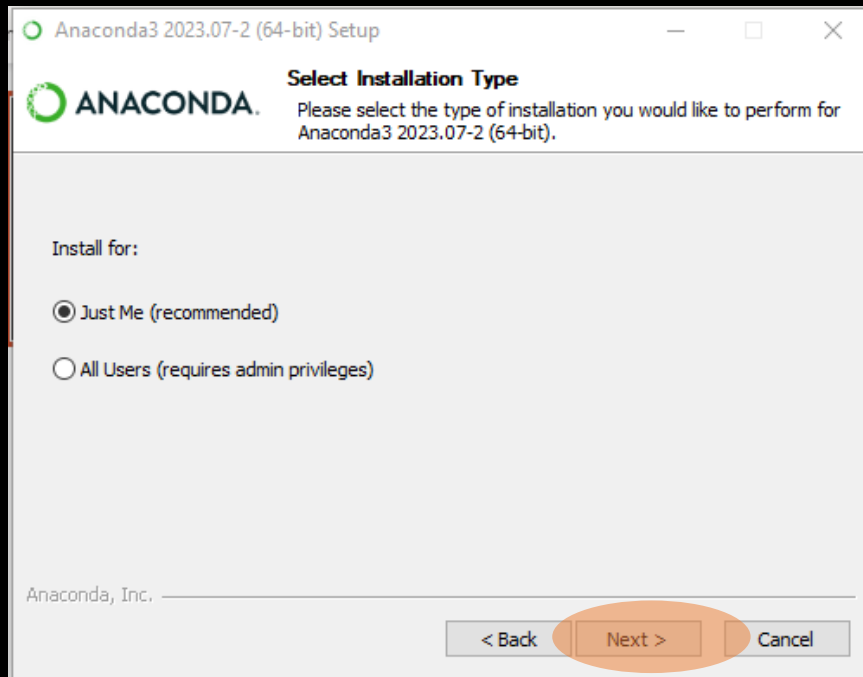 Anaconda3 2023.07-2 (64-bit) Setup
Select Installation Type
ANACONDA.
Please select the type of installation you would like to perform for
Anaconda3 2023.07-2 (64-bit).
Install for:
Just Me (recommended)
All Users (requires admin privileges)
Anaconda, Inc.
< Back Next > Cancel